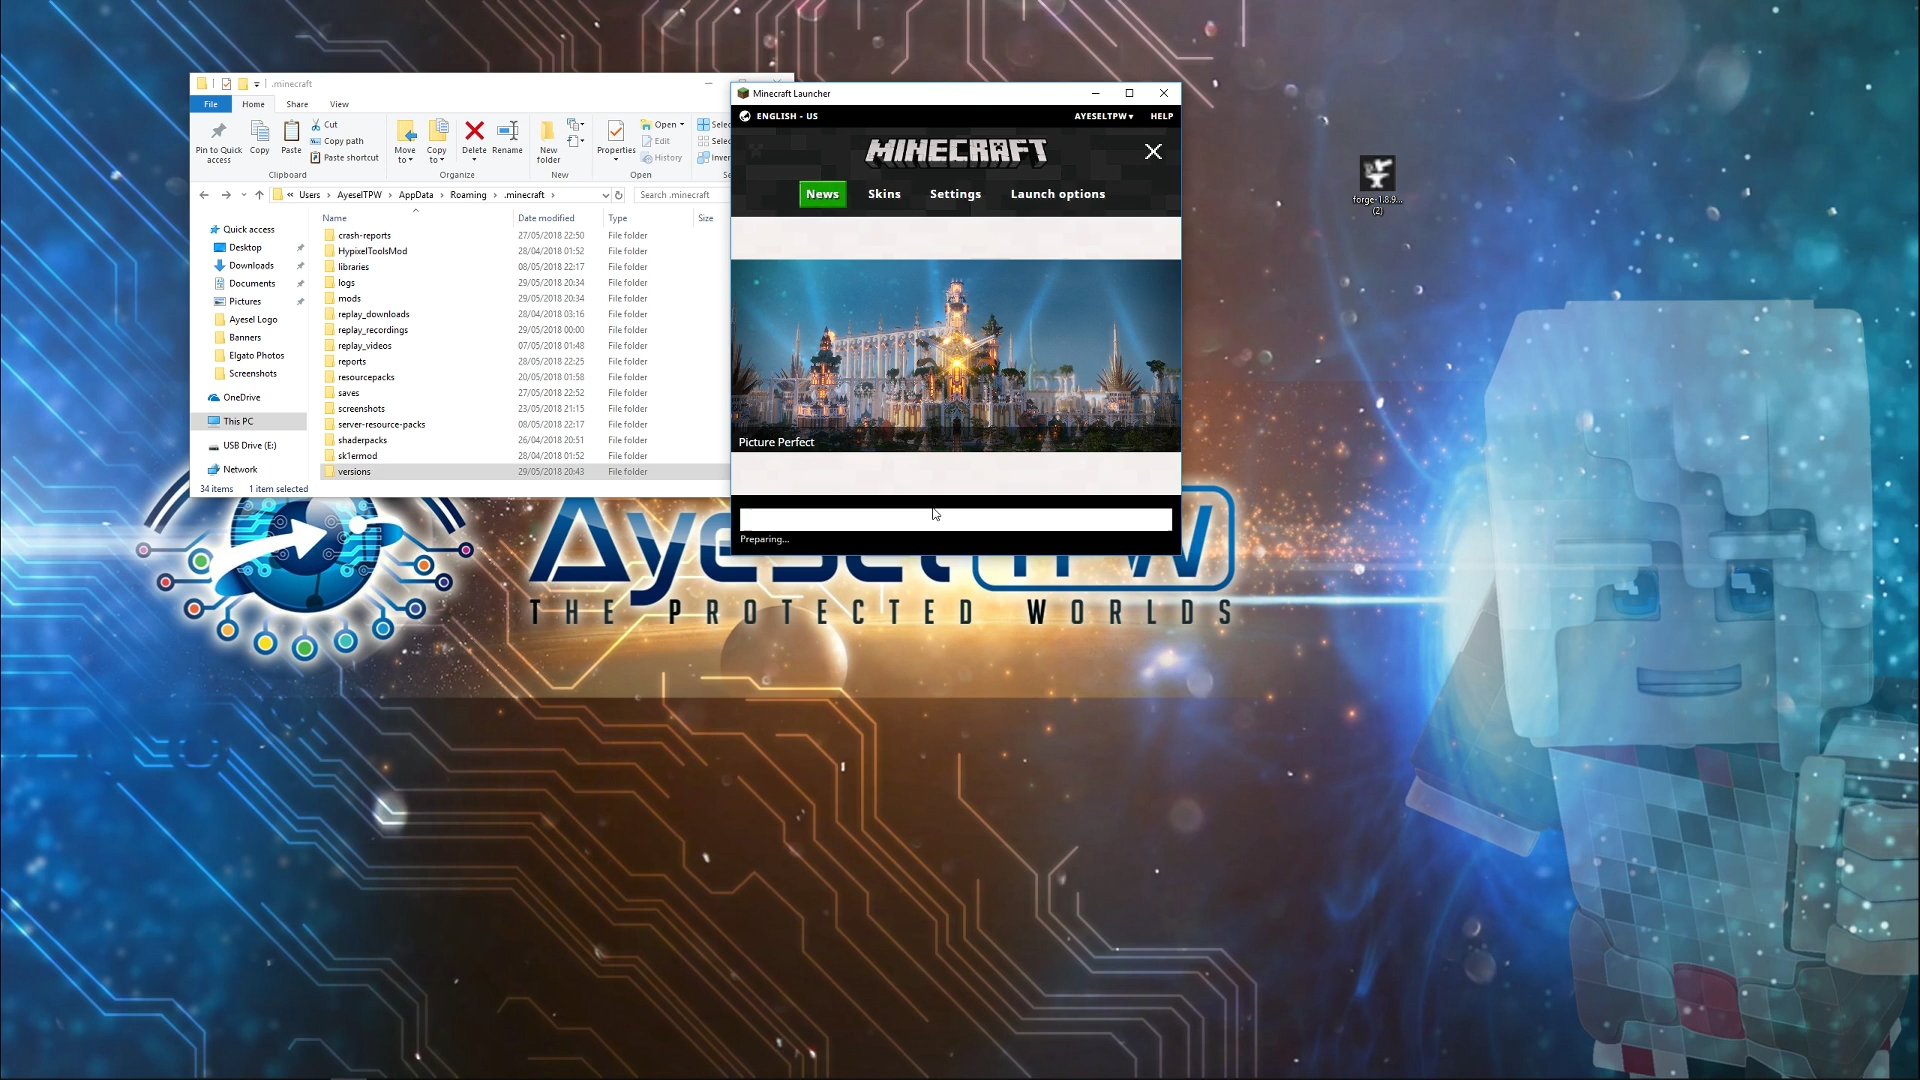 .minecraft
File Home Share View
Pin to Quick access
Copy
Paste
Cut
Copy path
Paste shortcut
Clipboard
Move to
Copy to
Delete
Rename
Organize
New folder
New
Properties
Open
Edit
History
Open
Users > AyeselTPW > AppData > Roaming > .minecraft >
Search .minecraft
Quick access
Desktop
Downloads
Documents
Pictures
Ayesel Logo
Banners
Elgato Photos
Screenshots
OneDrive
This PC
USB Drive (E:)
Network
Name Date modified Type Size
crash-reports 27/05/2018 22:50 File folder
HypixelToolsMod 28/04/2018 01:52 File folder
libraries 08/05/2018 22:17 File folder
logs 29/05/2018 20:34 File folder
mods 29/05/2018 20:34 File folder
replay_downloads 28/04/2018 03:16 File folder
replay_recordings 29/05/2018 00:00 File folder
replay_videos 07/05/2018 01:48 File folder
reports 28/05/2018 22:25 File folder
resourcepacks 20/05/2018 01:58 File folder
saves 27/05/2018 22:52 File folder
screenshots 23/05/2018 21:15 File folder
server-resource-packs 08/05/2018 22:17 File folder
shaderpacks 26/04/2018 20:51 File folder
sk1ermod 28/04/2018 01:52 File folder
versions 29/05/2018 20:43 File folder
34 items 1 item selected
Minecraft Launcher
ENGLISH - US AYESELTPW HELP
MINECRAFT
News Skins Settings Launch options
Picture Perfect
Preparing...
forge-1.8.9...
(2)
AyeselTPW
THE PROTECTED WORLDS